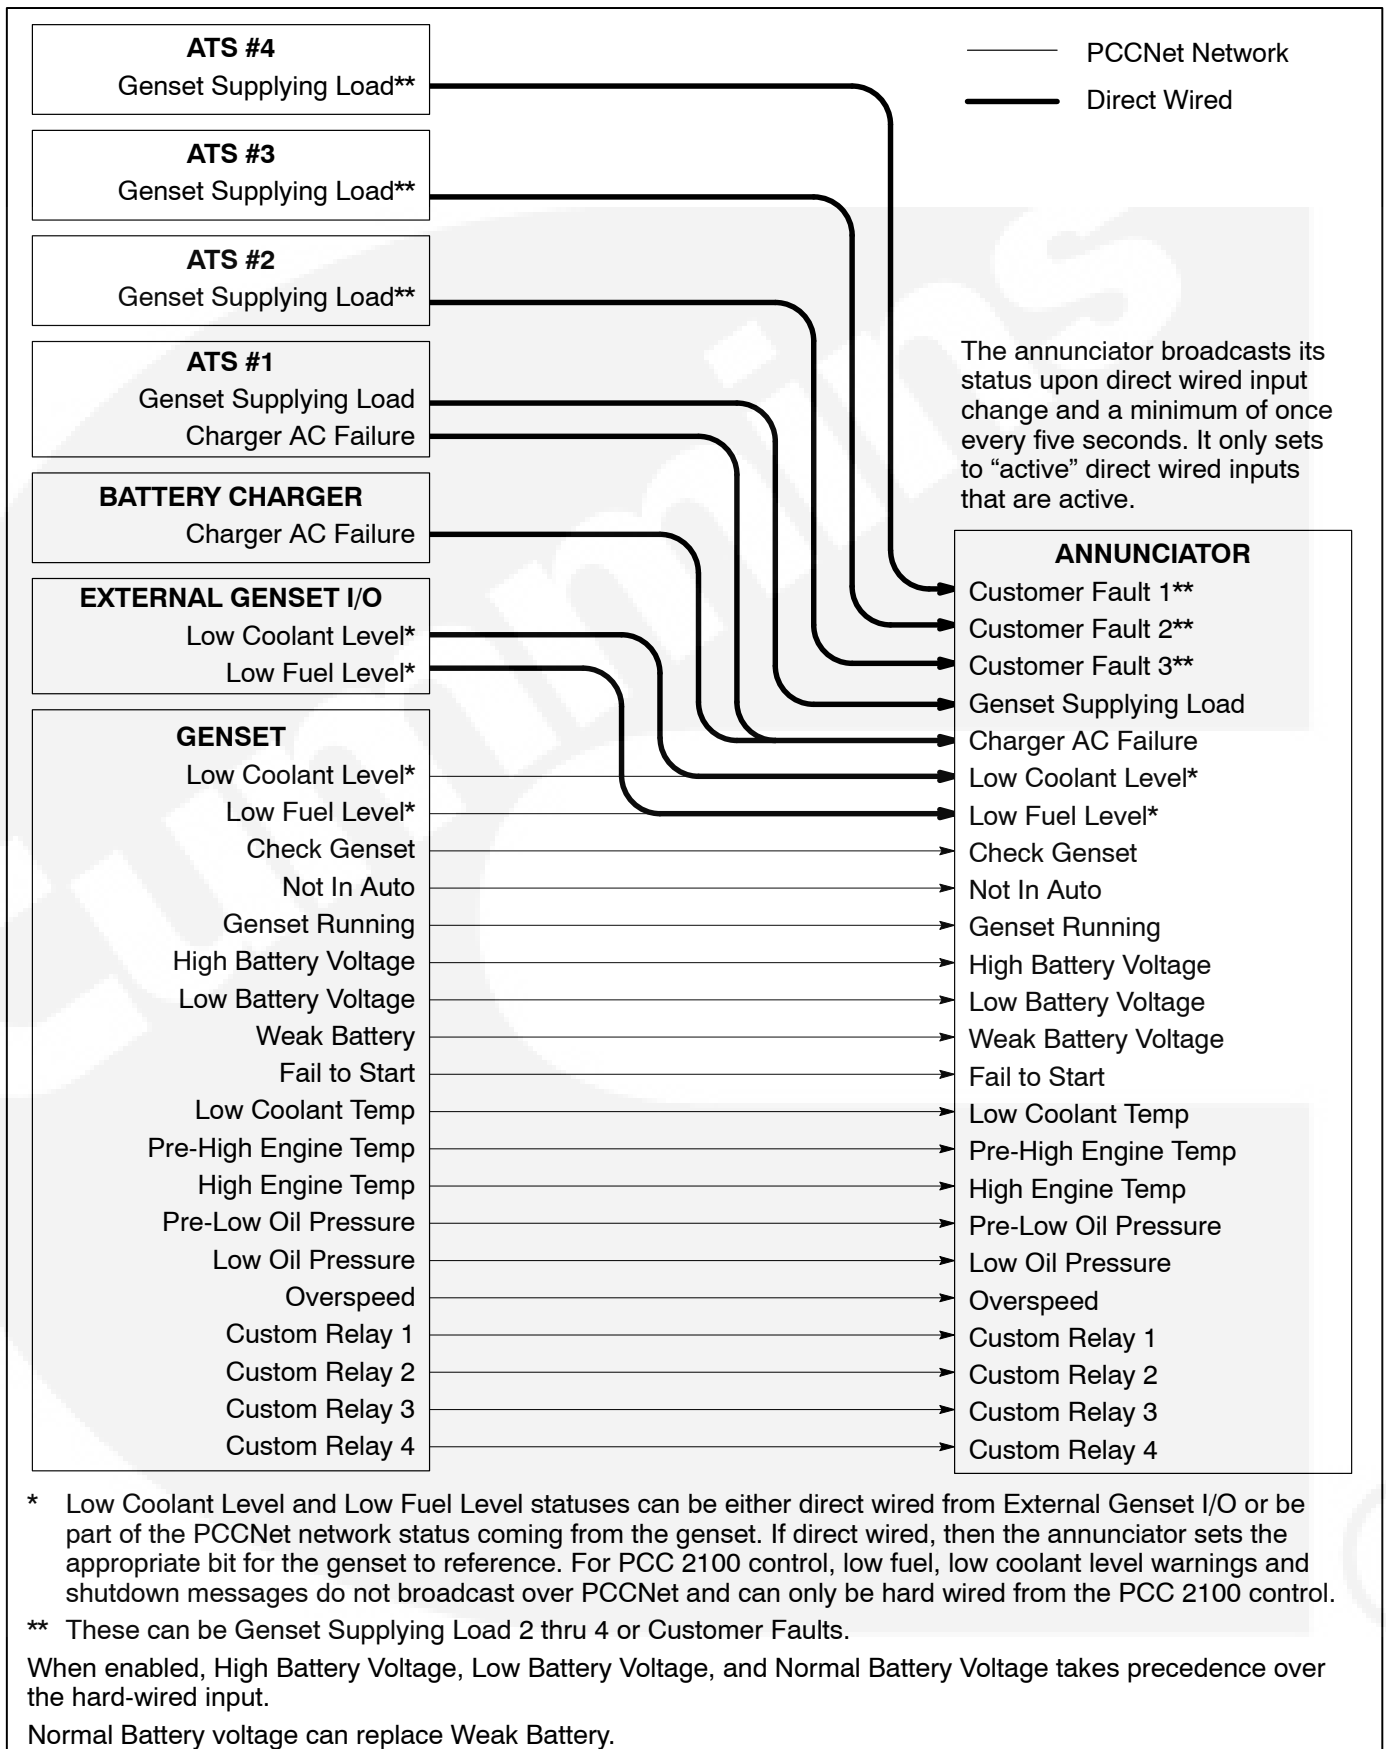 ATS #4
Genset Supplying Load**
PCCNet Network
Direct Wired
ATS #3
Genset Supplying Load**
ATS #2
Genset Supplying Load**
ATS #1
Genset Supplying Load
Charger AC Failure
BATTERY CHARGER
Charger AC Failure
EXTERNAL GENSET I/O
Low Coolant Level*
Low Fuel Level*
GENSET
Low Coolant Level*
Low Fuel Level*
Check Genset
Not In Auto
Genset Running
High Battery Voltage
Low Battery Voltage
Weak Battery
Fail to Start
Low Coolant Temp
Pre-High Engine Temp
High Engine Temp
Pre-Low Oil Pressure
Low Oil Pressure
Overspeed
Custom Relay 1
Custom Relay 2
Custom Relay 3
Custom Relay 4
The annunciator broadcasts its
status upon direct wired input
change and a minimum of once
every five seconds. It only sets
to “active” direct wired inputs
that are active.
ANNUNCIATOR
Customer Fault 1**
Customer Fault 2**
Customer Fault 3**
Genset Supplying Load
Charger AC Failure
Low Coolant Level*
Low Fuel Level*
Check Genset
Not In Auto
Genset Running
High Battery Voltage
Low Battery Voltage
Weak Battery Voltage
Fail to Start
Low Coolant Temp
Pre-High Engine Temp
High Engine Temp
Pre-Low Oil Pressure
Low Oil Pressure
Overspeed
Custom Relay 1
Custom Relay 2
Custom Relay 3
Custom Relay 4
* Low Coolant Level and Low Fuel Level statuses can be either direct wired from External Genset I/O or be
part of the PCCNet network status coming from the genset. If direct wired, then the annunciator sets the
appropriate bit for the genset to reference. For PCC 2100 control, low fuel, low coolant level warnings and
shutdown messages do not broadcast over PCCNet and can only be hard wired from the PCC 2100 control.
** These can be Genset Supplying Load 2 thru 4 or Customer Faults.
When enabled, High Battery Voltage, Low Battery Voltage, and Normal Battery Voltage takes precedence over
the hard-wired input.
Normal Battery voltage can replace Weak Battery.
Cummins